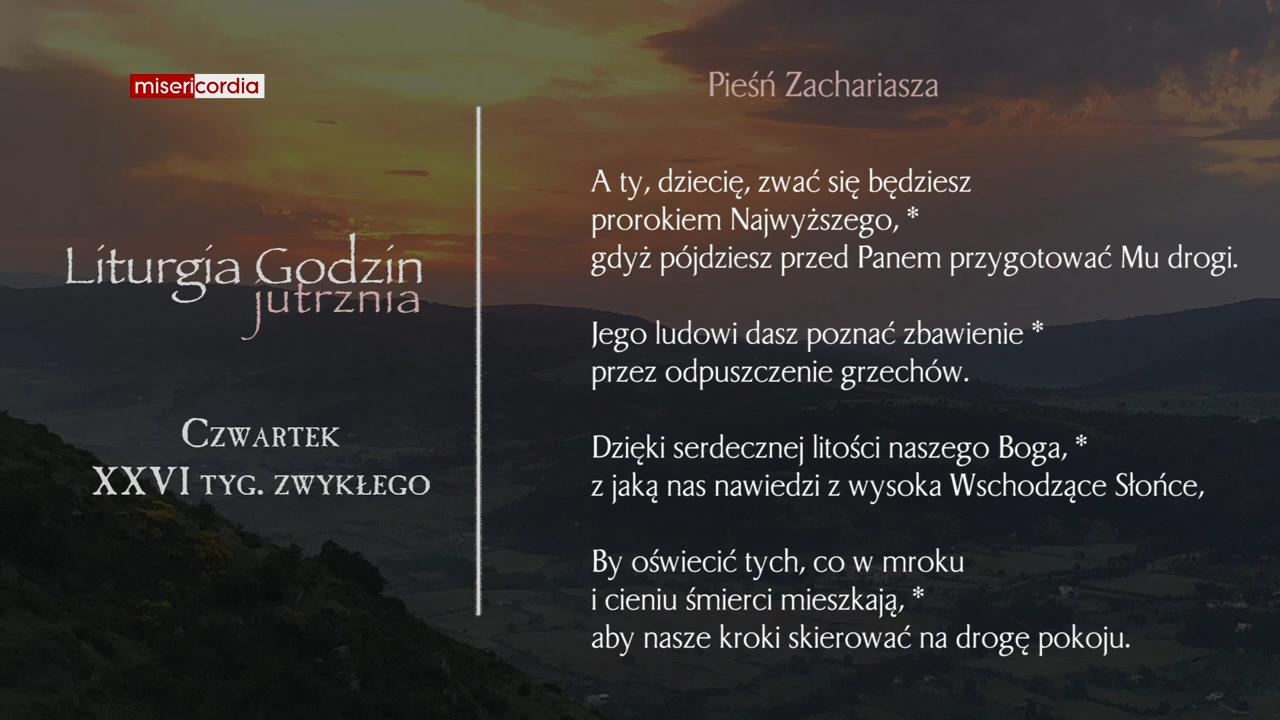 misericordia
Liturgia Godzin
jutrznia
Czwartek
XXVI tyg. zwykłego
Pieśń Zachariasza
A ty, dziecię, zwać się będziesz
prorokiem Najwyższego, *
gdyż pójdziesz przed Panem przygotować Mu drogi.
Jego ludowi dasz poznać zbawienie *
przez odpuszczenie grzechów.
Dzięki serdecznej litości naszego Boga, *
z jaką nas nawiedzi z wysoka Wschodzące Słońce,
By oświecić tych, co w mroku
i cieniu śmierci mieszkają, *
aby nasze kroki skierować na drogę pokoju.